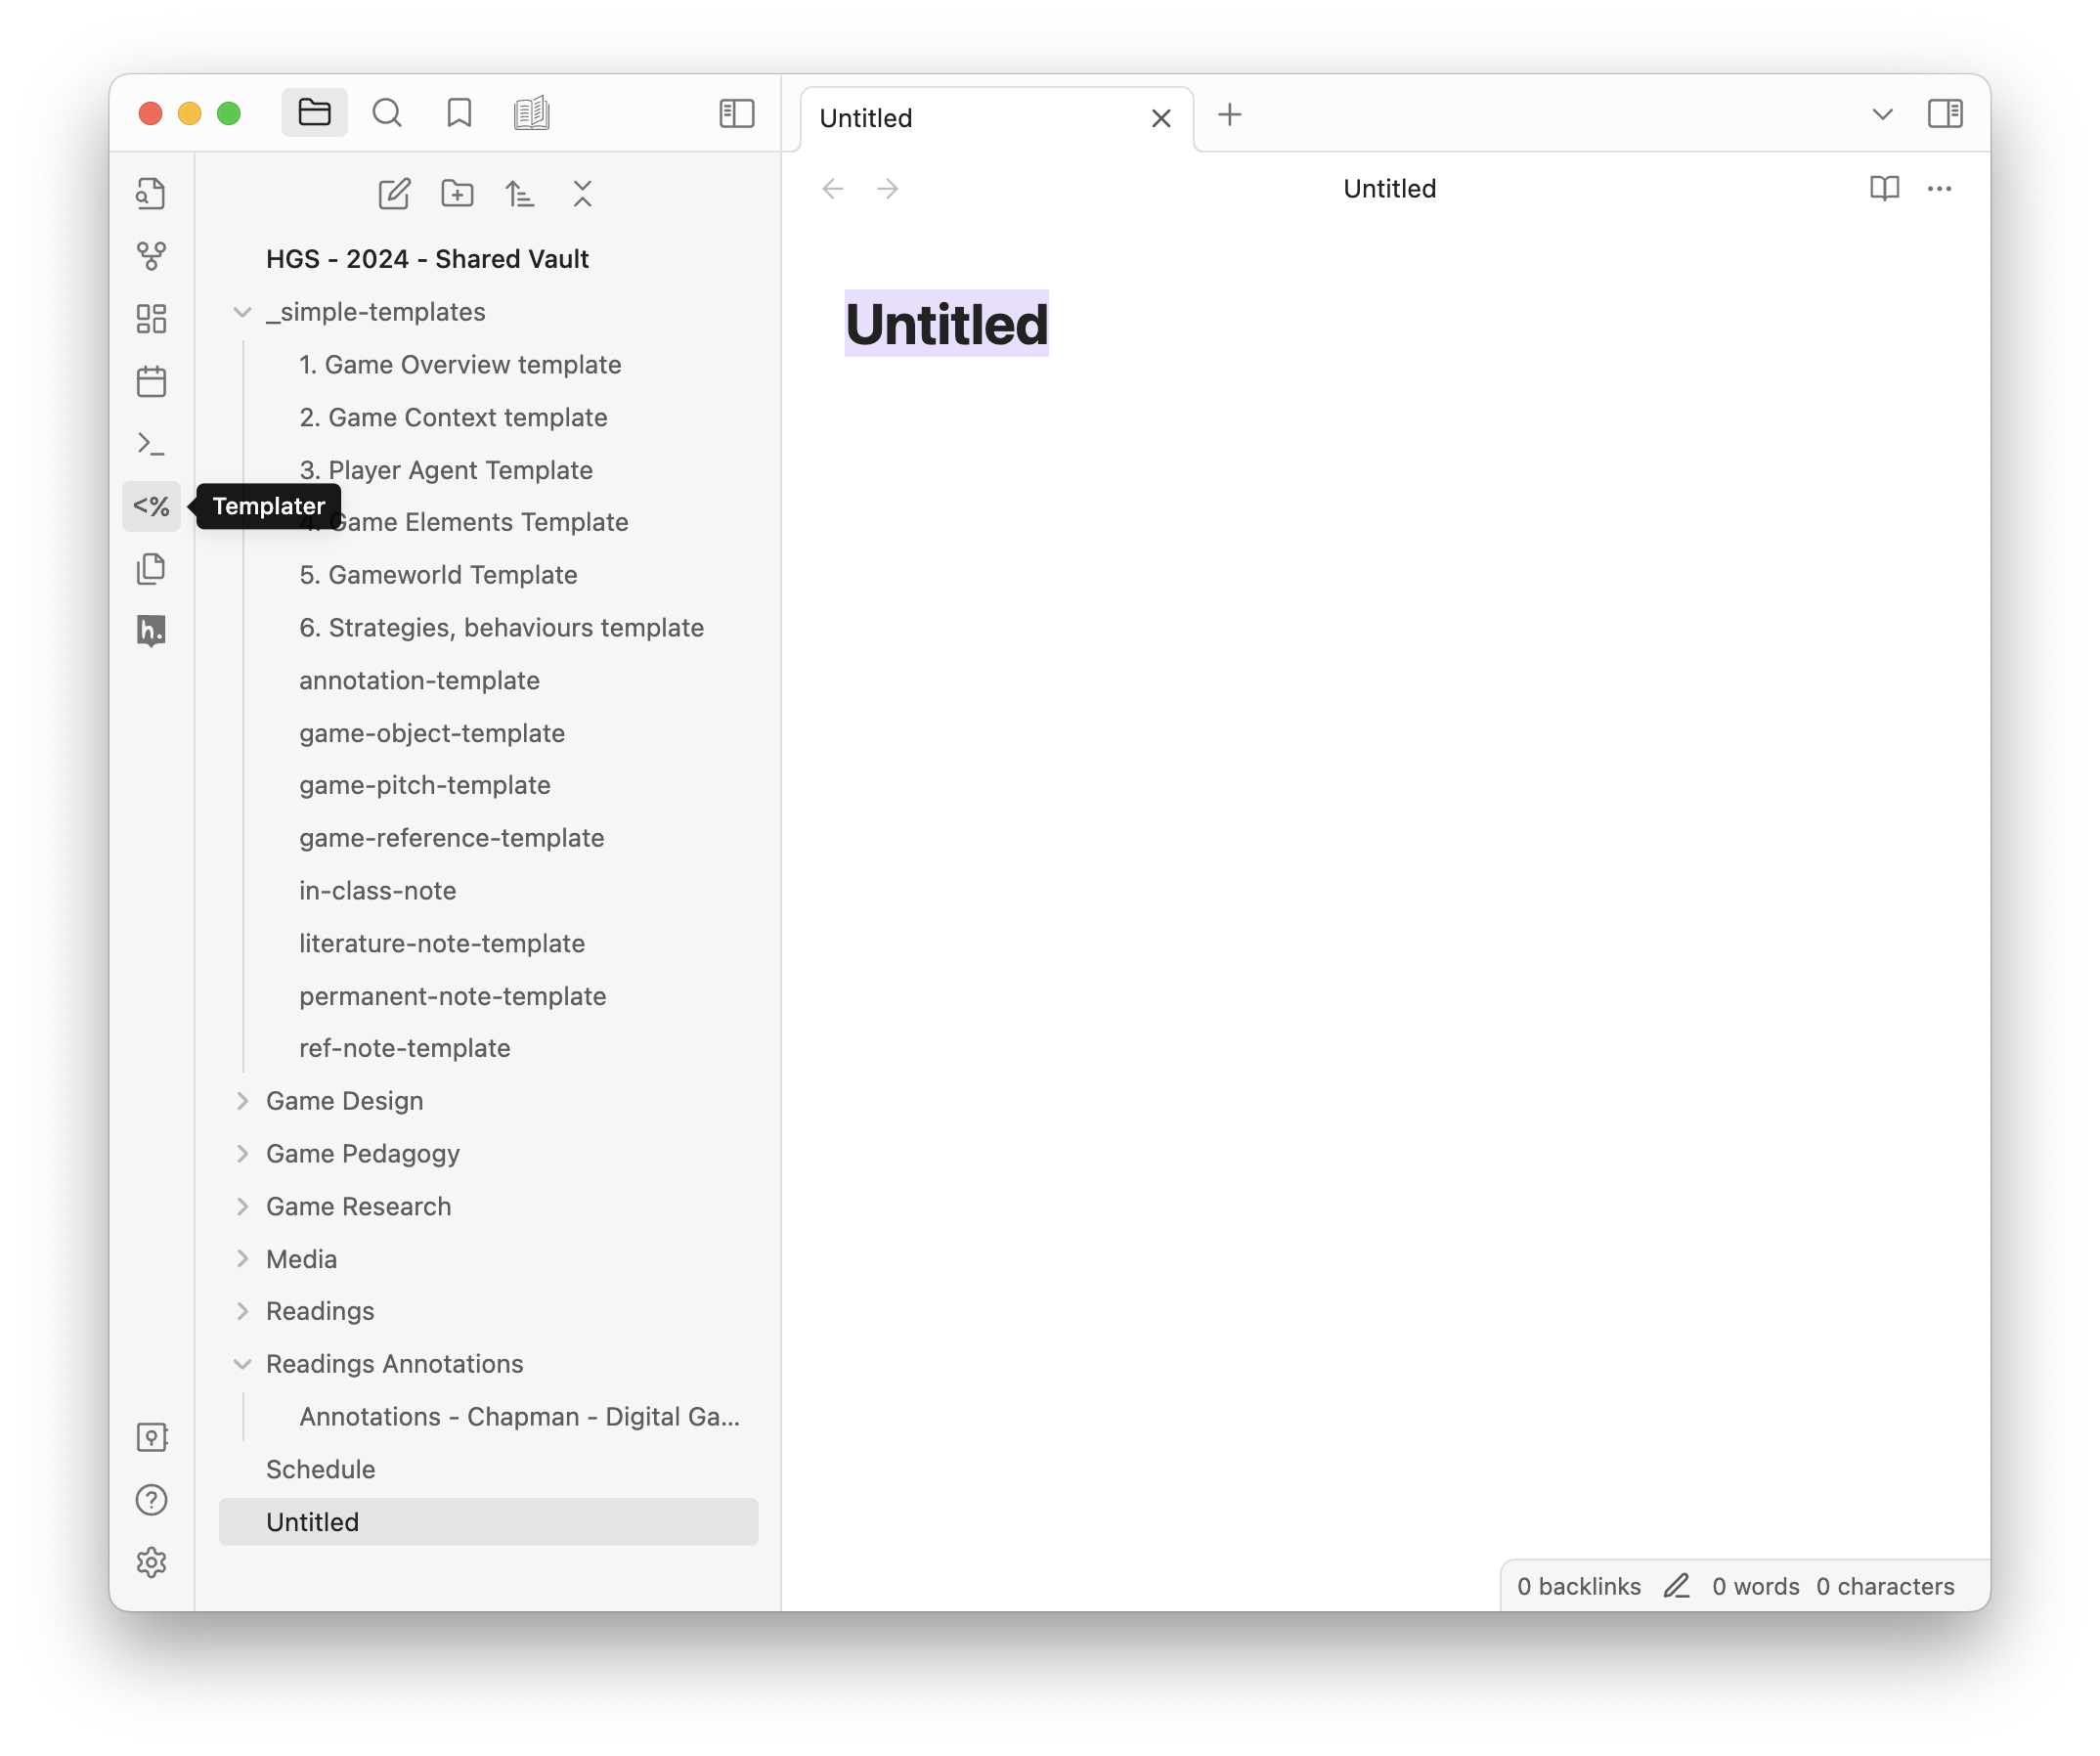 Untitled
Untitled
HGS - 2024 - Shared Vault
_simple-templates
1. Game Overview template
2. Game Context template
3. Player Agent Template
<% Templater
4. Game Elements Template
5. Gameworld Template
6. Strategies, behaviours template
h.
annotation-template
game-object-template
game-pitch-template
game-reference-template
in-class-note
literature-note-template
permanent-note-template
ref-note-template
Game Design
Game Pedagogy
Game Research
Media
Readings
Readings Annotations
Annotations - Chapman - Digital Ga...
Schedule
Untitled
Untitled
0 backlinks 0 words 0 characters